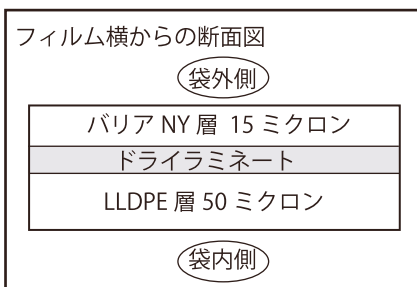 フィルム横からの断面図
袋外側
バリア NY 層 15 ミクロン
ドライラミネート
LLDPE 層 50 ミクロン
袋内側